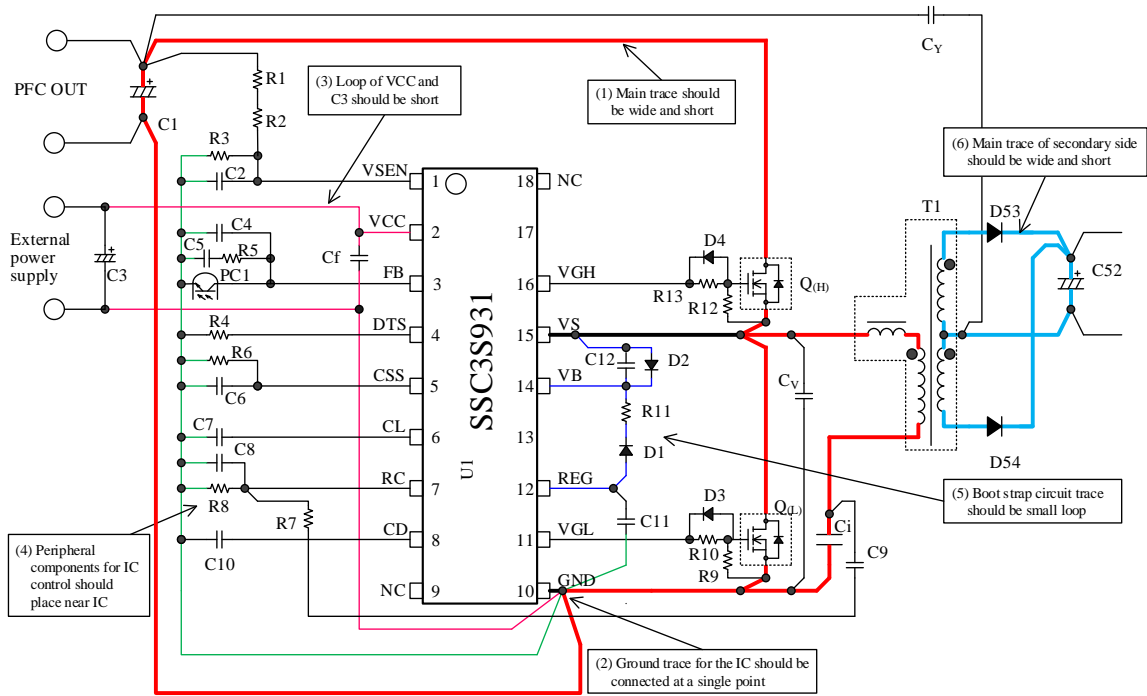 C_Y
PFC OUT
C1
R1
R2
(3) Loop of VCC and
C3 should be short
(1) Main trace should
be wide and short
(6) Main trace of secondary side
should be wide and short
R3
C2
VSEN
1
18
NC
T1
D53
External
power
supply
C3
VCC
2
17
C4
C5
R5
Cf
D4
C52
PC1
FB
3
16
VGH
R13
R12
Q(H)
R4
DTS
4
15
VS
R6
C12
D2
C6
CSS
5
14
VB
C_V
SSC3S931
U1
R11
C7
CL
6
13
D1
C8
D54
R8
RC
7
12
REG
R7
(5) Boot strap circuit trace
should be small loop
C11
D3
Q(L)
Ci
C9
(4) Peripheral
components for IC
control should
place near IC
C10
CD
8
11
VGL
R10
R9
NC
9
10
GND
(2) Ground trace for the IC should be
connected at a single point